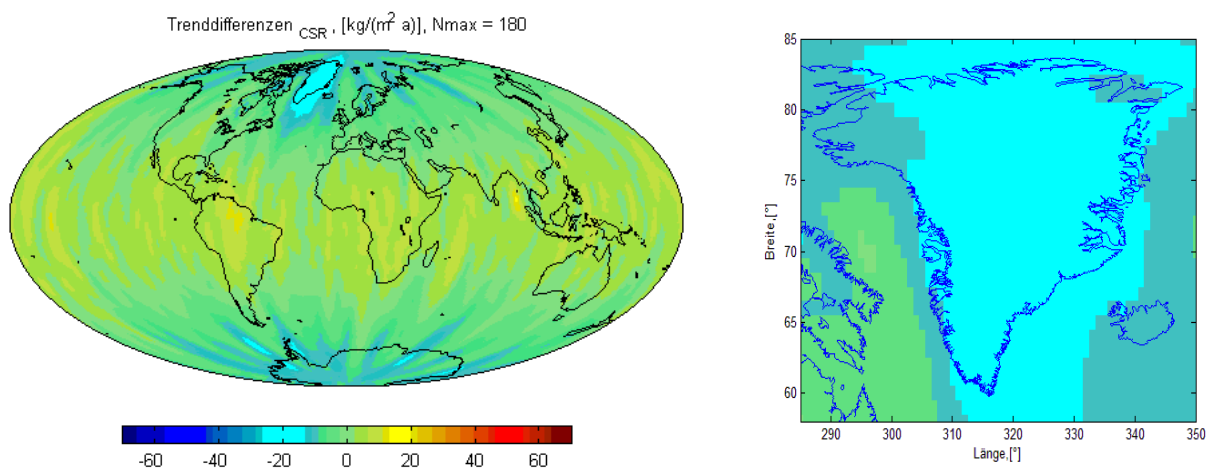 Trenddifferenzen CSR , [kg/(m² a)], Nmax = 180
-60 -40 -20 0 20 40 60
85
80
75
70
65
60
Breite,[°]
290 300 310 320 330 340 350
Länge,[°]